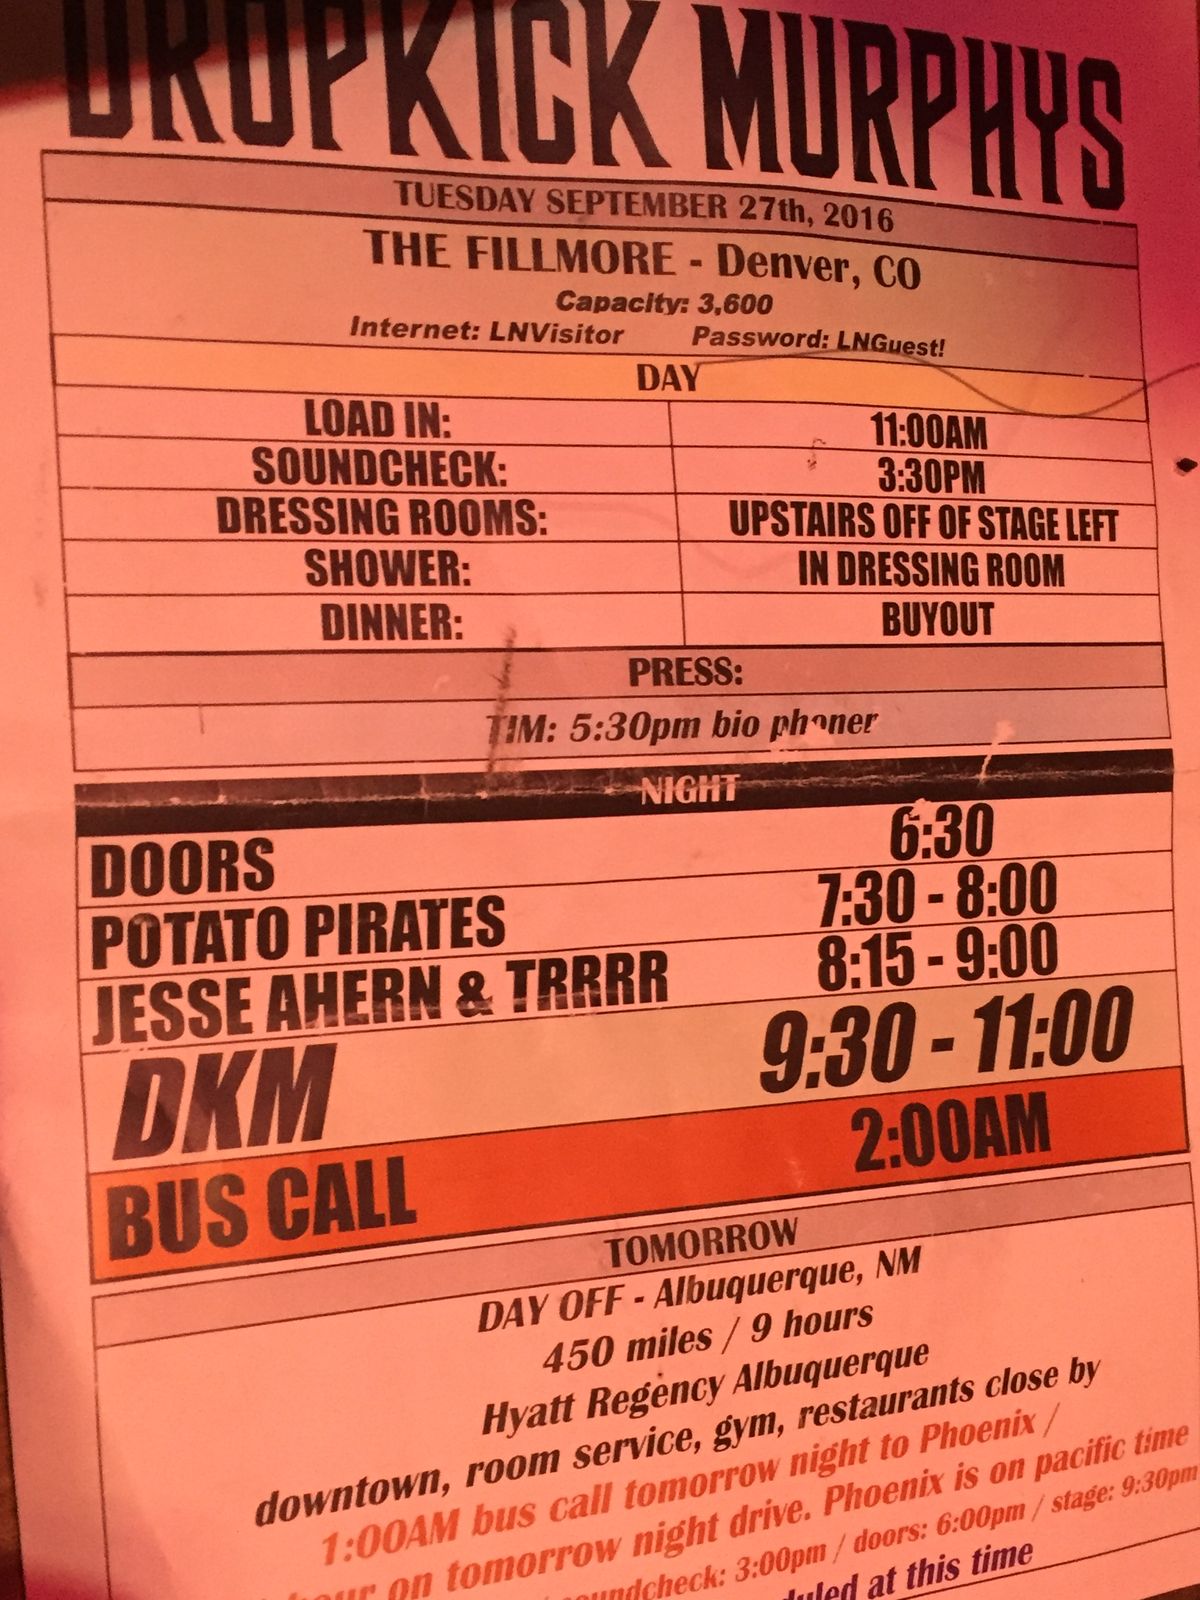 DROPKICK MURPHYS
TUESDAY SEPTEMBER 27th, 2016
THE FILLMORE - Denver, CO
Capacity: 3,600
Internet: LNVisitor Password: LNGuest!
DAY
LOAD IN: 11:00AM
SOUNDCHECK: 3:30PM
DRESSING ROOMS: UPSTAIRS OFF OF STAGE LEFT
SHOWER: IN DRESSING ROOM
DINNER: BUYOUT
PRESS:
TIM: 5:30pm bio phoner
NIGHT
DOORS 6:30
POTATO PIRATES 7:30 - 8:00
JESSE AHERN & TRRRR 8:15 - 9:00
DKM 9:30 - 11:00
BUS CALL 2:00AM
TOMORROW
DAY OFF - Albuquerque, NM
450 miles / 9 hours
Hyatt Regency Albuquerque
downtown, room service, gym, restaurants close by
1:00AM bus call tomorrow night to Phoenix /
on tomorrow night drive. Phoenix is on pacific time
3:00pm / doors: 6:00pm / stage: 9:30pm
at this time